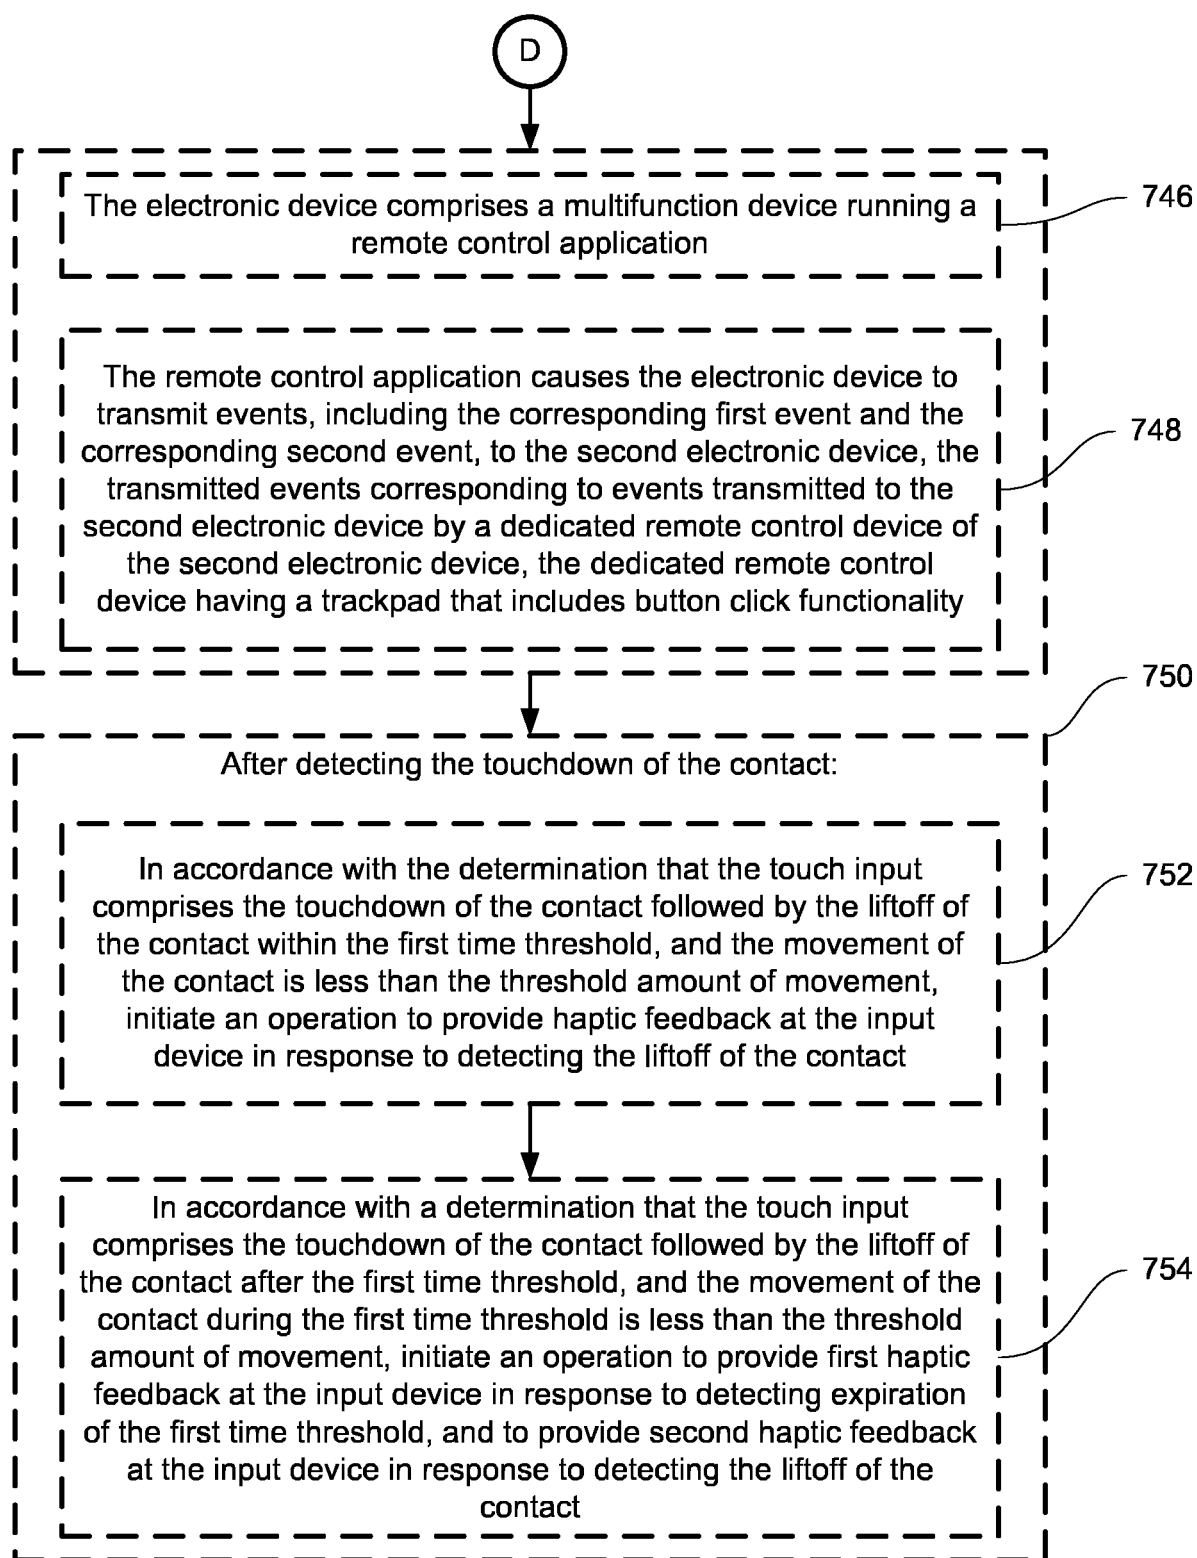 D
The electronic device comprises a multifunction device running a
remote control application
746
The remote control application causes the electronic device to
transmit events, including the corresponding first event and the
corresponding second event, to the second electronic device, the
transmitted events corresponding to events transmitted to the
second electronic device by a dedicated remote control device of
the second electronic device, the dedicated remote control
device having a trackpad that includes button click functionality
748
750
After detecting the touchdown of the contact:
In accordance with the determination that the touch input
comprises the touchdown of the contact followed by the liftoff of
the contact within the first time threshold, and the movement of
the contact is less than the threshold amount of movement,
initiate an operation to provide haptic feedback at the input
device in response to detecting the liftoff of the contact
752
In accordance with a determination that the touch input
comprises the touchdown of the contact followed by the liftoff of
the contact after the first time threshold, and the movement of the
contact during the first time threshold is less than the threshold
amount of movement, initiate an operation to provide first haptic
feedback at the input device in response to detecting expiration
of the first time threshold, and to provide second haptic feedback
at the input device in response to detecting the liftoff of the
contact
754